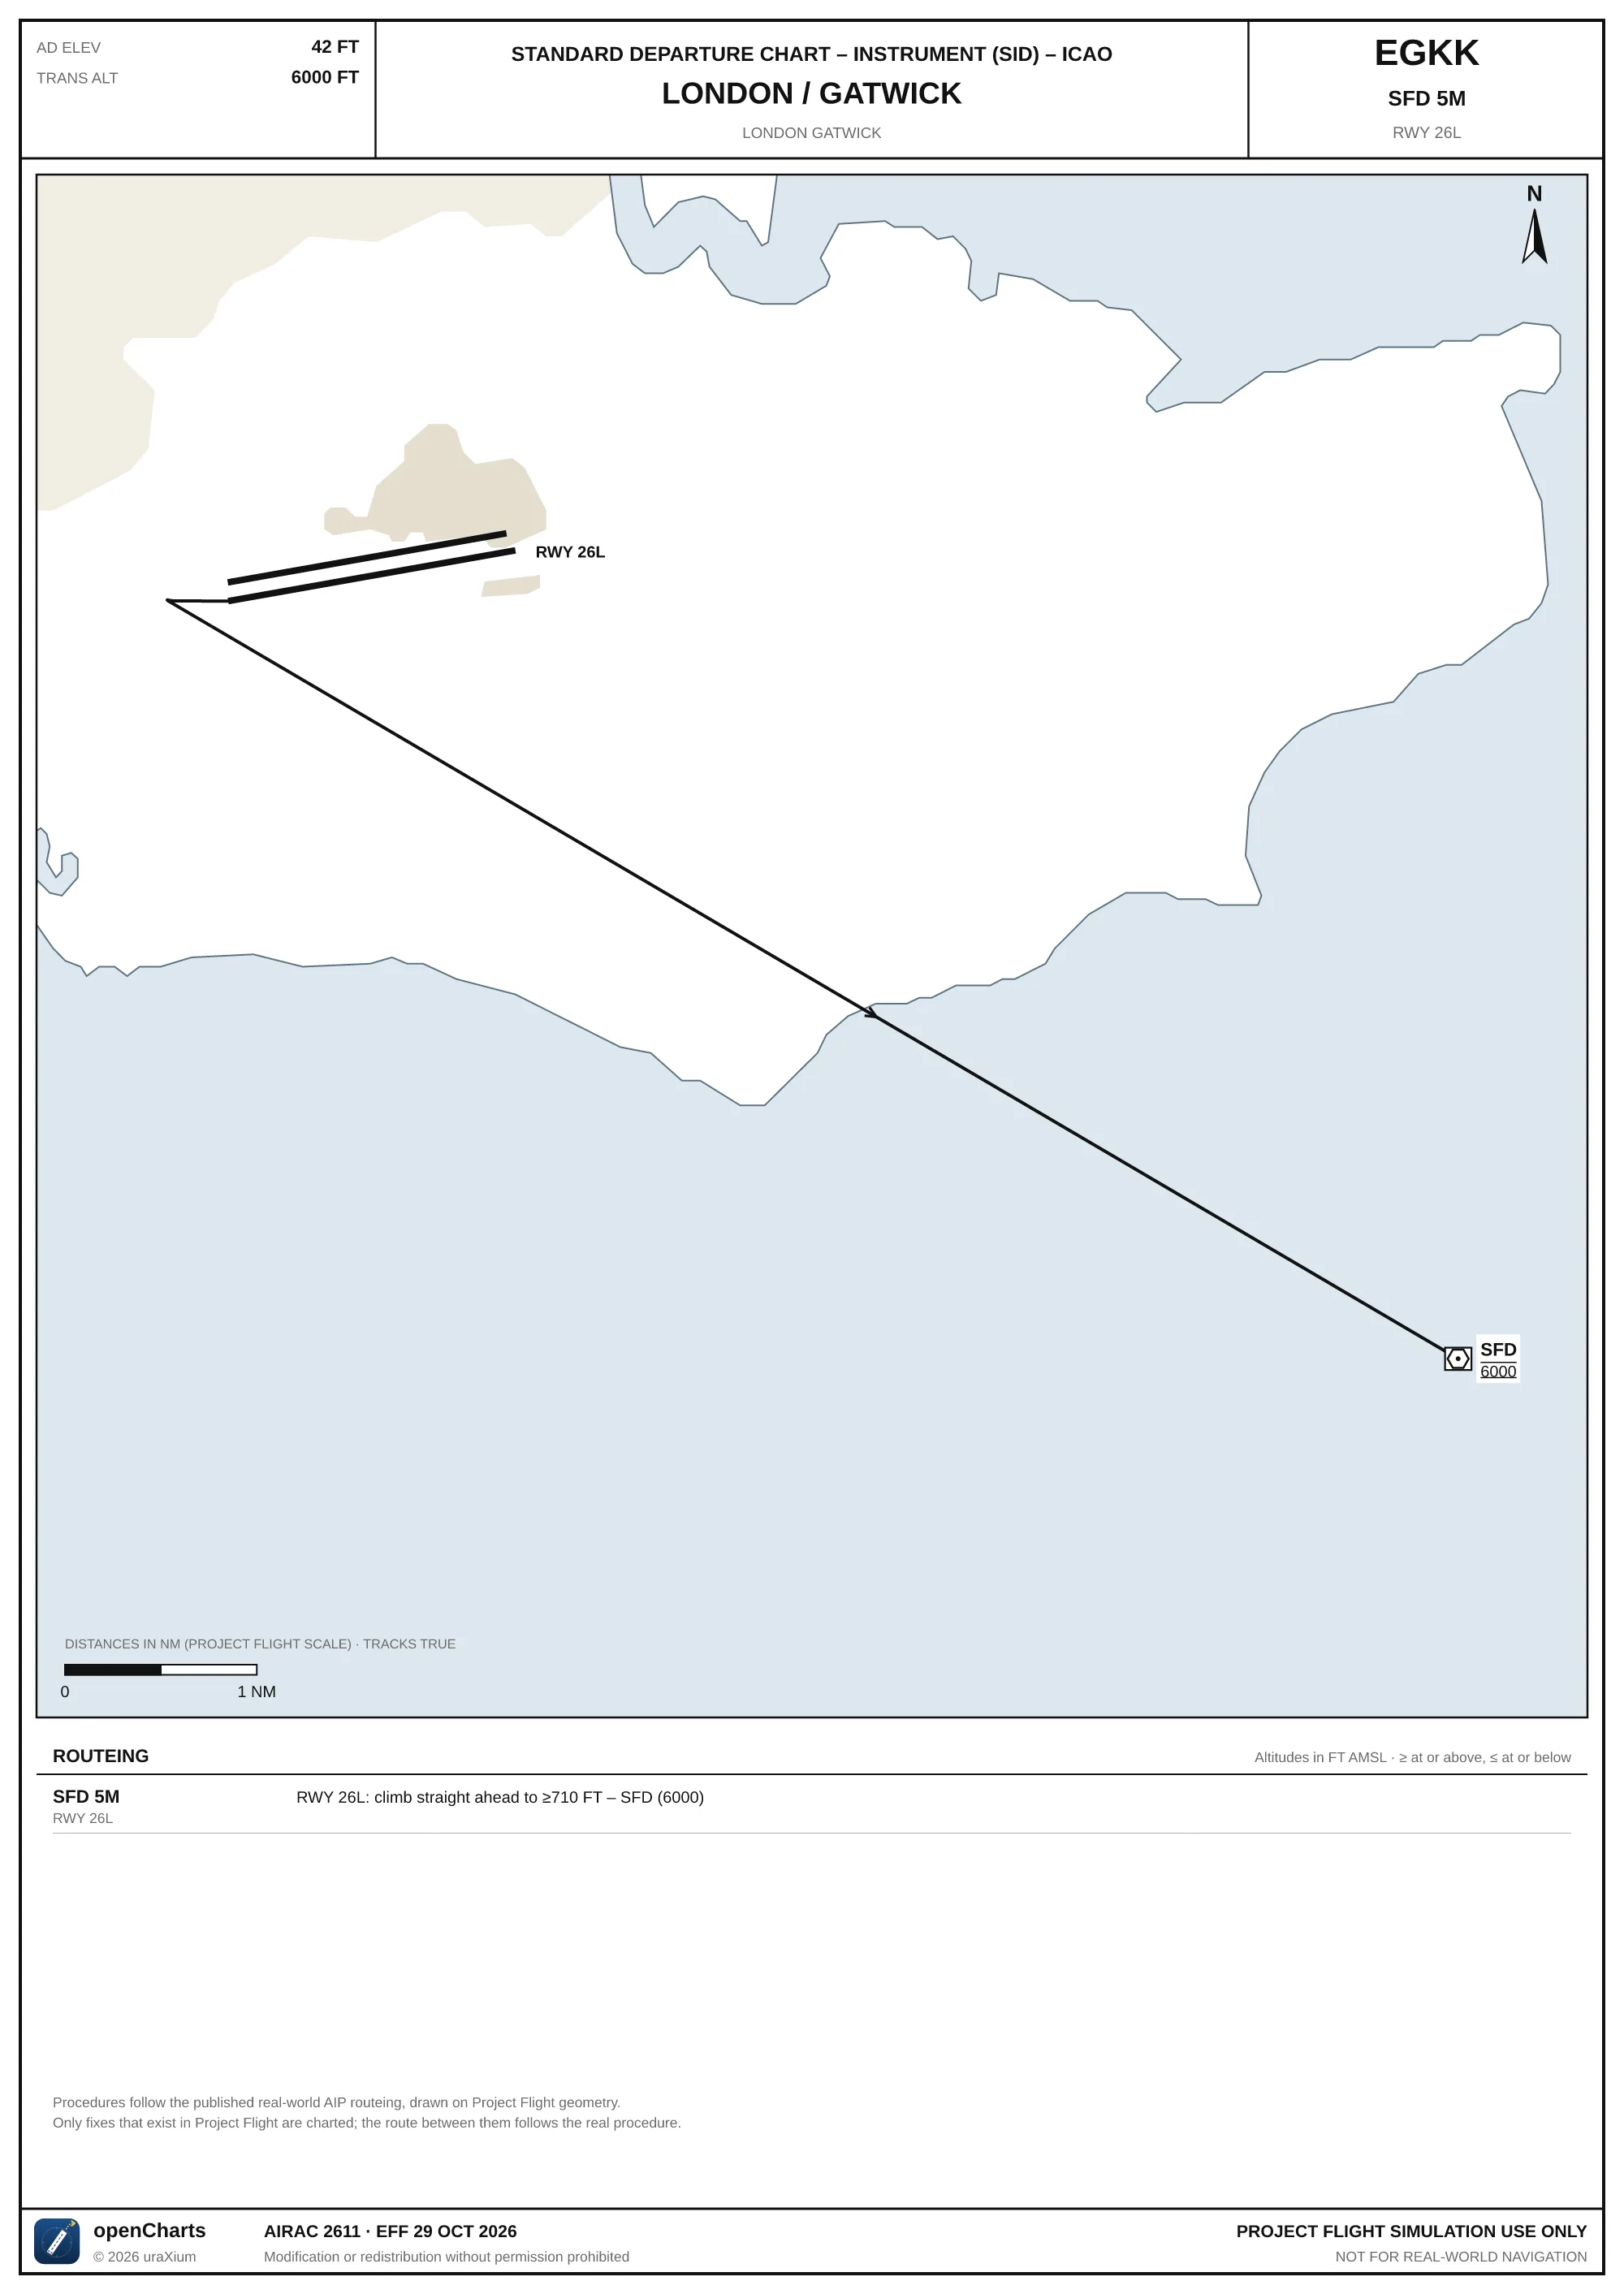 AD ELEV 42 FT
TRANS ALT 6000 FT
STANDARD DEPARTURE CHART – INSTRUMENT (SID) – ICAO
LONDON / GATWICK
LONDON GATWICK
EGKK
SFD 5M
RWY 26L
N
RWY 26L
SFD
6000
DISTANCES IN NM (PROJECT FLIGHT SCALE) · TRACKS TRUE
0 1 NM
ROUTEING Altitudes in FT AMSL · ≥ at or above, ≤ at or below
SFD 5M RWY 26L: climb straight ahead to ≥710 FT – SFD (6000)
RWY 26L
Procedures follow the published real-world AIP routeing, drawn on Project Flight geometry.
Only fixes that exist in Project Flight are charted; the route between them follows the real procedure.
openCharts AIRAC 2611 · EFF 29 OCT 2026 PROJECT FLIGHT SIMULATION USE ONLY
© 2026 uraXium Modification or redistribution without permission prohibited NOT FOR REAL-WORLD NAVIGATION